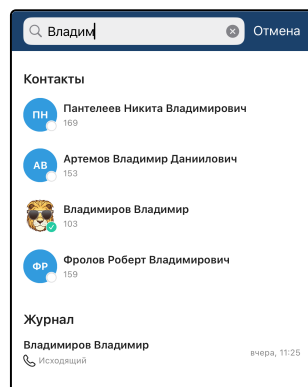 Владим
Отмена
Контакты
ПН
Пантелеев Никита Владимирович
169
АВ
Артемов Владимир Даниилович
153
Владимиров Владимир
103
ФР
Фролов Роберт Владимирович
159
Журнал
Владимиров Владимир
вчера, 11:25
Исходящий